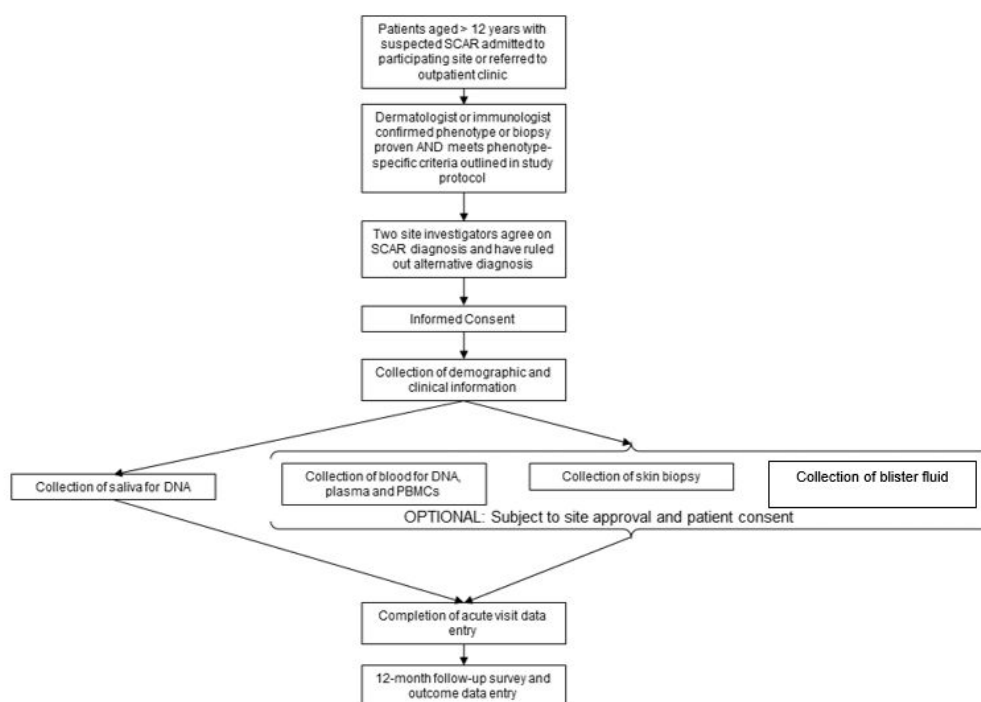 Patients aged > 12 years with
suspected SCAR admitted to
participating site or referred to
outpatient clinic
Dermatologist or immunologist
confirmed phenotype or biopsy
proven AND meets phenotype-
specific criteria outlined in study
protocol
Two site investigators agree on
SCAR diagnosis and have ruled
out alternative diagnosis
Informed Consent
Collection of demographic and
clinical information
Collection of saliva for DNA
Collection of blood for DNA,
plasma and PBMCs
Collection of skin biopsy
Collection of blister fluid
OPTIONAL: Subject to site approval and patient consent
Completion of acute visit data
entry
12-month follow-up survey and
outcome data entry